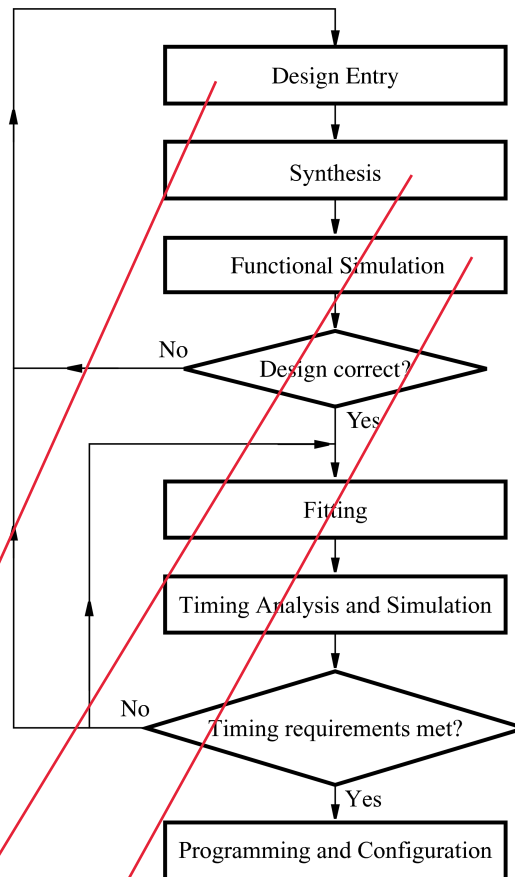 Design Entry
Synthesis
Functional Simulation
No
Design correct?
Yes
Fitting
Timing Analysis and Simulation
No
Timing requirements met?
Yes
Programming and Configuration